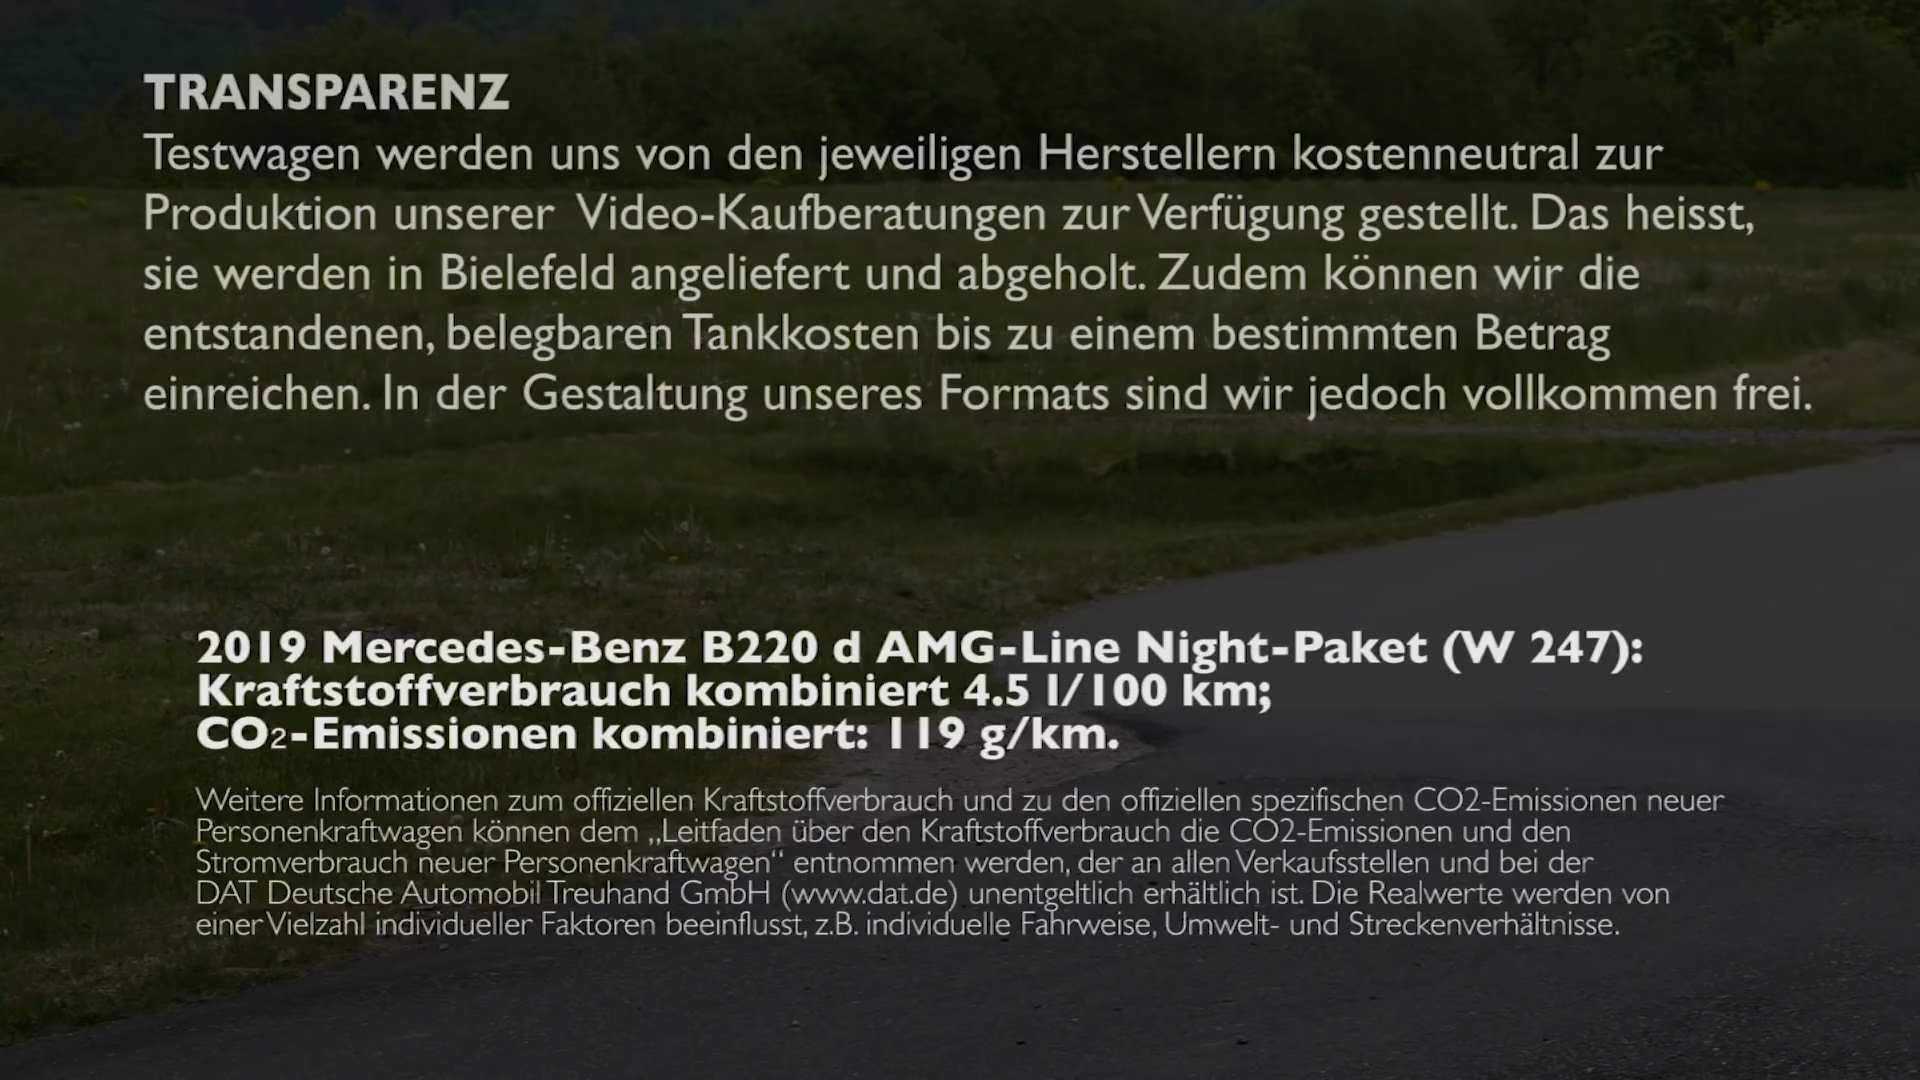 TRANSPARENZ
Testwagen werden uns von den jeweiligen Herstellern kostenneutral zur
Produktion unserer Video-Kaufberatungen zur Verfügung gestellt. Das heisst,
sie werden in Bielefeld angeliefert und abgeholt. Zudem können wir die
entstandenen, belegbaren Tankkosten bis zu einem bestimmten Betrag
einreichen. In der Gestaltung unseres Formats sind wir jedoch vollkommen frei.
2019 Mercedes-Benz B220 d AMG-Line Night-Paket (W 247):
Kraftstoffverbrauch kombiniert 4.5 l/100 km;
CO2-Emissionen kombiniert: 119 g/km.
Weitere Informationen zum offiziellen Kraftstoffverbrauch und zu den offiziellen spezifischen CO2-Emissionen neuer
Personenkraftwagen können dem „Leitfaden über den Kraftstoffverbrauch die CO2-Emissionen und den
Stromverbrauch neuer Personenkraftwagen“ entnommen werden, der an allen Verkaufsstellen und bei der
DAT Deutsche Automobil Treuhand GmbH (www.dat.de) unentgeltlich erhältlich ist. Die Realwerte werden von
einer Vielzahl individueller Faktoren beeinflusst, z.B. individuelle Fahrweise, Umwelt- und Streckenverhältnisse.